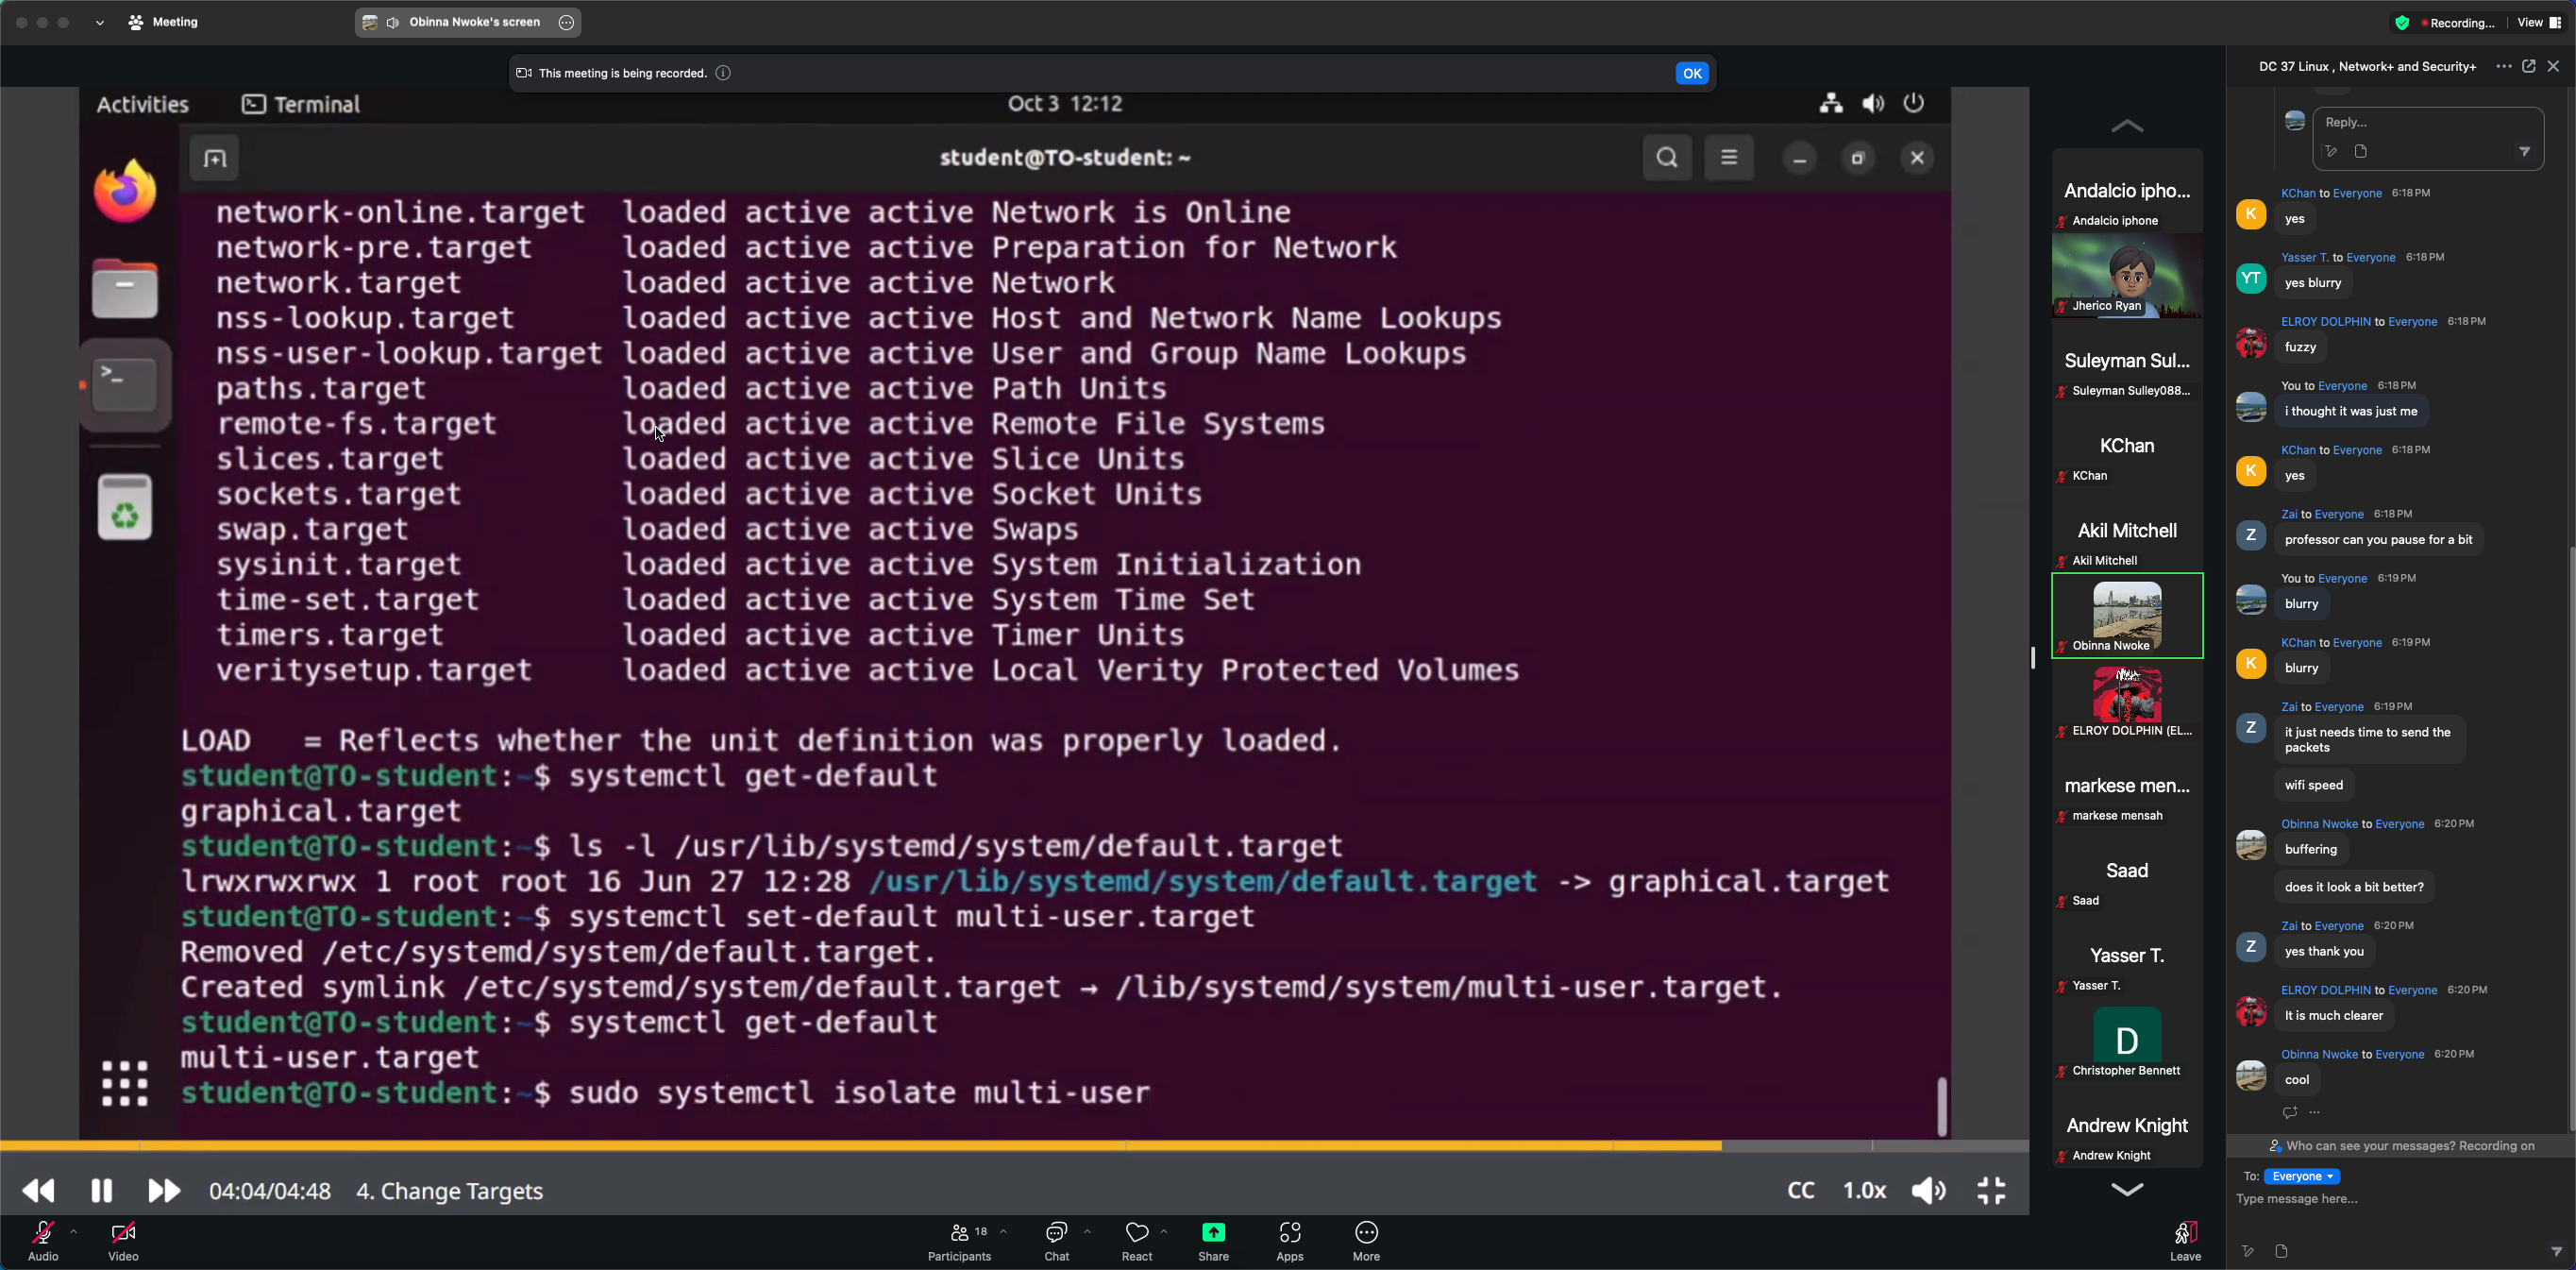 Meeting
Obinna Nwoke's screen
Recording...
View
This meeting is being recorded.
OK
DC 37 Linux , Network+ and Security+
Activities
Terminal
Oct 3 12:12
student@TO-student: ~
network-online.target loaded active active Network is Online
network-pre.target loaded active active Preparation for Network
network.target loaded active active Network
nss-lookup.target loaded active active Host and Network Name Lookups
nss-user-lookup.target loaded active active User and Group Name Lookups
paths.target loaded active active Path Units
remote-fs.target loaded active active Remote File Systems
slices.target loaded active active Slice Units
sockets.target loaded active active Socket Units
swap.target loaded active active Swaps
sysinit.target loaded active active System Initialization
time-set.target loaded active active System Time Set
timers.target loaded active active Timer Units
veritysetup.target loaded active active Local Verity Protected Volumes
LOAD = Reflects whether the unit definition was properly loaded.
student@TO-student:~$ systemctl get-default
graphical.target
student@TO-student:~$ ls -l /usr/lib/systemd/system/default.target
lrwxrwxrwx 1 root root 16 Jun 27 12:28 /usr/lib/systemd/system/default.target -> graphical.target
student@TO-student:~$ systemctl set-default multi-user.target
Removed /etc/systemd/system/default.target.
Created symlink /etc/systemd/system/default.target → /lib/systemd/system/multi-user.target.
student@TO-student:~$ systemctl get-default
multi-user.target
student@TO-student:~$ sudo systemctl isolate multi-user
04:04/04:48 4. Change Targets
CC
1.0x
Andalcio ipho...
Andalcio iphone
Jherico Ryan
Suleyman Sul...
Suleyman Sulley088...
KChan
KChan
Akil Mitchell
Akil Mitchell
Obinna Nwoke
ELROY DOLPHIN (EL...
markese men...
markese mensah
Saad
Saad
Yasser T.
Yasser T.
D
Christopher Bennett
Andrew Knight
Andrew Knight
Reply...
KChan to Everyone 6:18 PM
K
yes
Yasser T. to Everyone 6:18 PM
YT
yes blurry
ELROY DOLPHIN to Everyone 6:18 PM
fuzzy
You to Everyone 6:18 PM
i thought it was just me
KChan to Everyone 6:18 PM
K
yes
Zai to Everyone 6:18 PM
Z
professor can you pause for a bit
You to Everyone 6:19 PM
blurry
KChan to Everyone 6:19 PM
K
blurry
Zai to Everyone 6:19 PM
Z
it just needs time to send the
packets
wifi speed
Obinna Nwoke to Everyone 6:20 PM
buffering
does it look a bit better?
Zai to Everyone 6:20 PM
Z
yes thank you
ELROY DOLPHIN to Everyone 6:20 PM
It is much clearer
Obinna Nwoke to Everyone 6:20 PM
cool
Who can see your messages? Recording on
To: Everyone
Type message here...
Audio
Video
Participants
18
Chat
React
Share
Apps
More
Leave